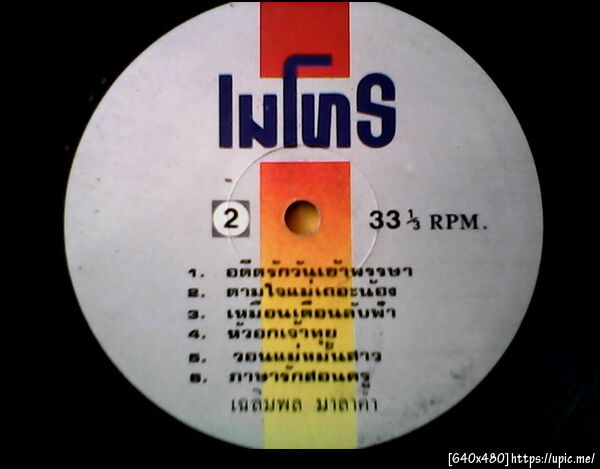 เมโทร
2 33 1/3 RPM.
1. อดีตรักวันเข้าพรรษา
2. ตามใจแม่เถอะน้อง
3. เหมือนเดือนดับฟ้า
4. หัวอกเจ้าทุย
5. วอนแม่หม้ายสาว
6. ภาษารักสอนครู
เฉลิมพล มาลาคำ
[640x480]https://upic.me/